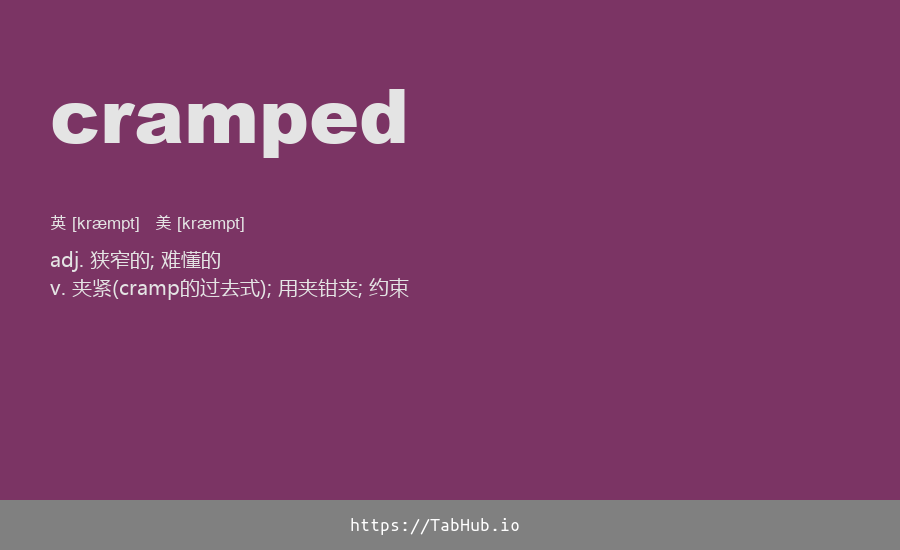 cramped
英 [kræmpt] 美 [kræmpt]
adj. 狭窄的; 难懂的
v. 夹紧(cramp的过去式); 用夹钳夹; 约束
https://TabHub.io